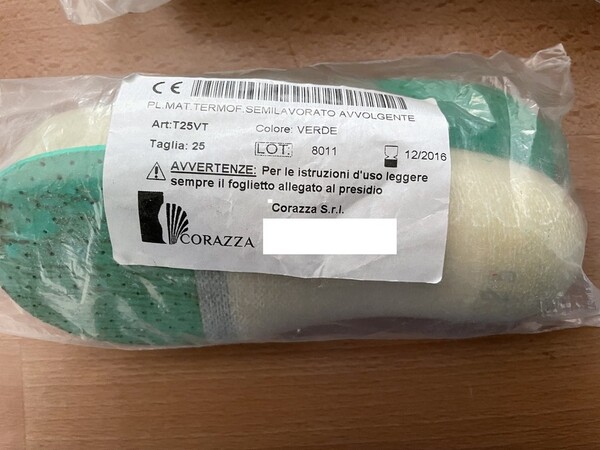 CE
PL.MAT.TERMOF.SEMILAVORATO AVVOLGENTE
Art:T25VT Colore: VERDE
Taglia: 25 LOT: 8011 12/2016
AVVERTENZE: Per le istruzioni d'uso leggere
sempre il foglietto allegato al presidio
Corazza S.r.l.
CORAZZA